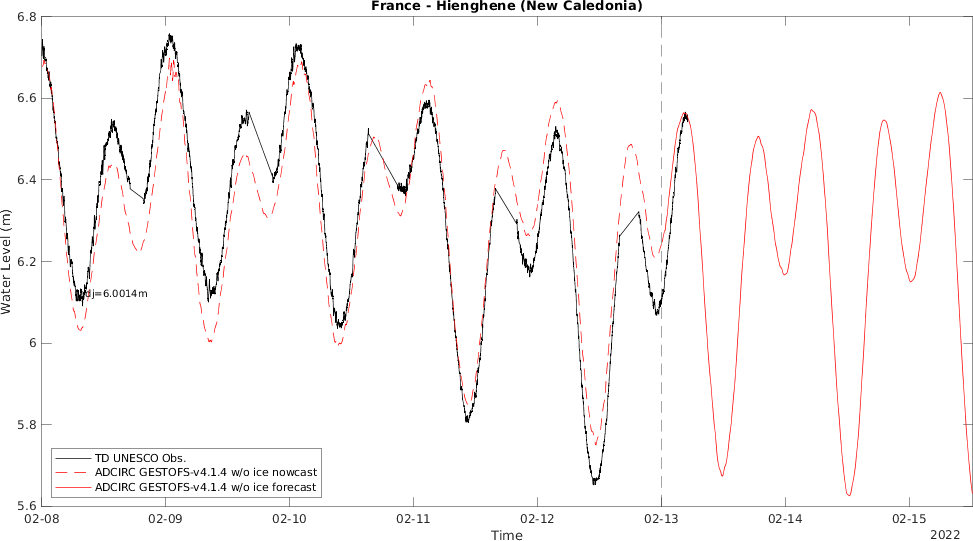 France - Hienghene (New Caledonia)
6.8
6.6
6.4
6.2
6
5.8
5.6
Water Level (m)
j=6.0014m
TD UNESCO Obs.
ADCIRC GESTOFS-v4.1.4 w/o ice nowcast
ADCIRC GESTOFS-v4.1.4 w/o ice forecast
02-08
02-09
02-10
02-11
02-12
02-13
02-14
02-15
Time
2022